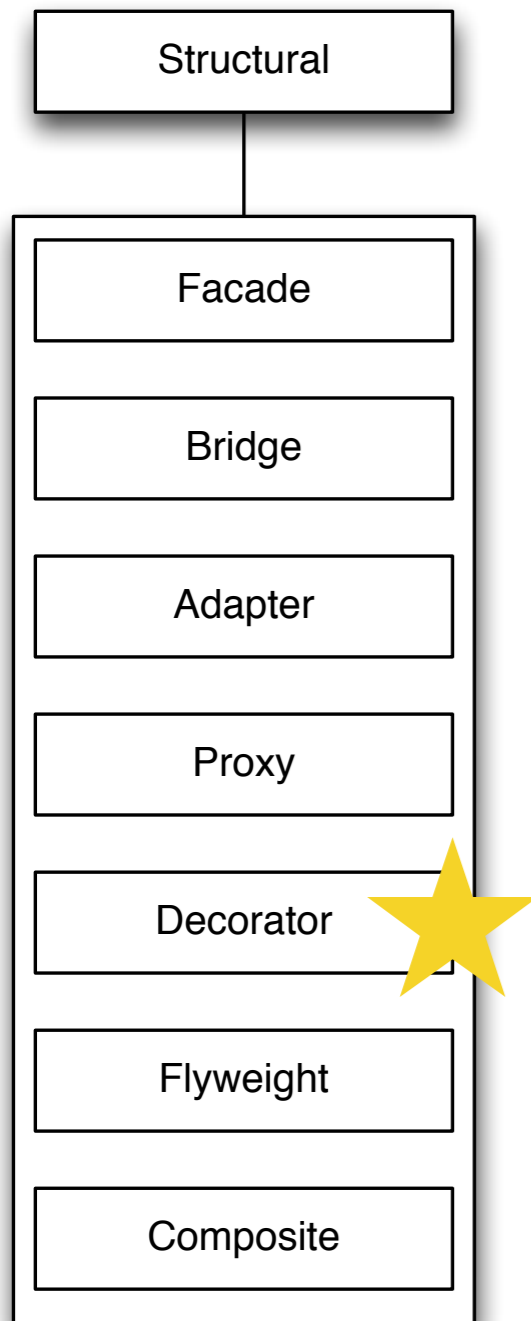 Structural
Facade
Bridge
Adapter
Proxy
Decorator
Flyweight
Composite